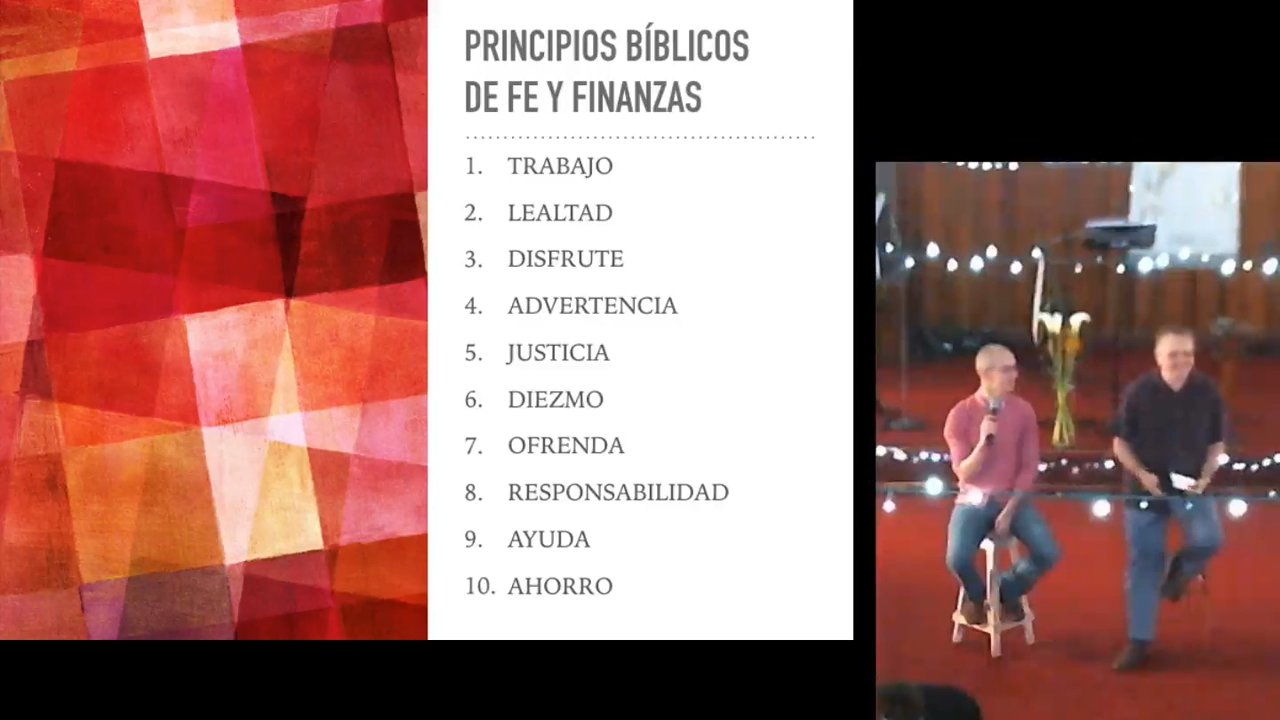 PRINCIPIOS BÍBLICOS
DE FE Y FINANZAS
1. TRABAJO
2. LEALTAD
3. DISFRUTE
4. ADVERTENCIA
5. JUSTICIA
6. DIEZMO
7. OFRENDA
8. RESPONSABILIDAD
9. AYUDA
10. AHORRO